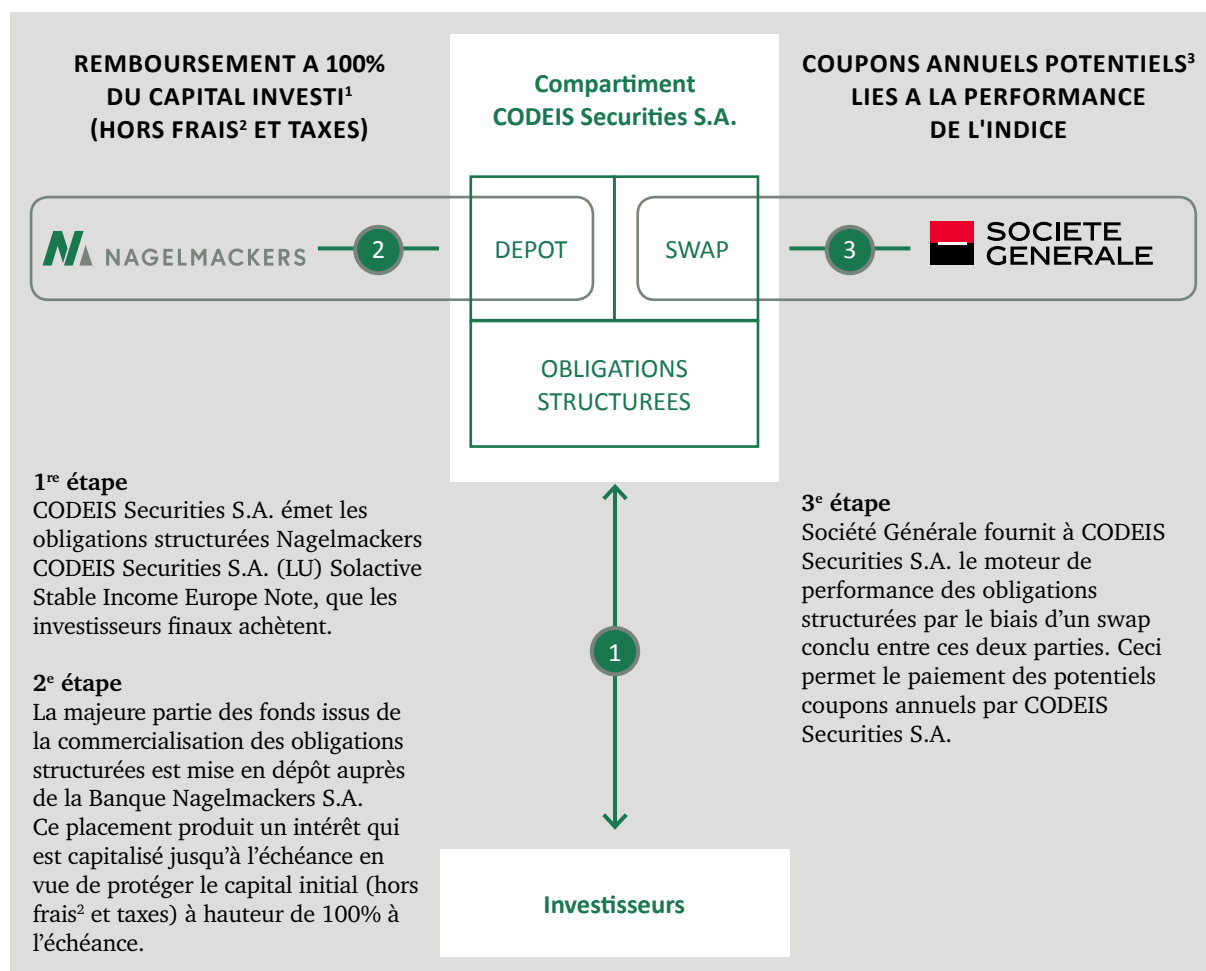 REMBOURSEMENT A 100%
DU CAPITAL INVESTI¹
(HORS FRAIS² ET TAXES)
Compartiment
CODEIS Securities S.A.
COUPONS ANNUELS POTENTIELS³
LIES A LA PERFORMANCE
DE L'INDICE
NAGELMACKERS
2
DEPOT
SWAP
3
SOCIETE
GENERALE
OBLIGATIONS
STRUCTUREES
1ʳᵉ étape
CODEIS Securities S.A. émet les
obligations structurées Nagelmackers
CODEIS Securities S.A. (LU) Solactive
Stable Income Europe Note, que les
investisseurs finaux achètent.
2ᵉ étape
La majeure partie des fonds issus de
la commercialisation des obligations
structurées est mise en dépôt auprès
de la Banque Nagelmackers S.A.
Ce placement produit un intérêt qui
est capitalisé jusqu’à l’échéance en
vue de protéger le capital initial (hors
frais² et taxes) à hauteur de 100% à
l’échéance.
1
3ᵉ étape
Société Générale fournit à CODEIS
Securities S.A. le moteur de
performance des obligations
structurées par le biais d’un swap
conclu entre ces deux parties. Ceci
permet le paiement des potentiels
coupons annuels par CODEIS
Securities S.A.
Investisseurs